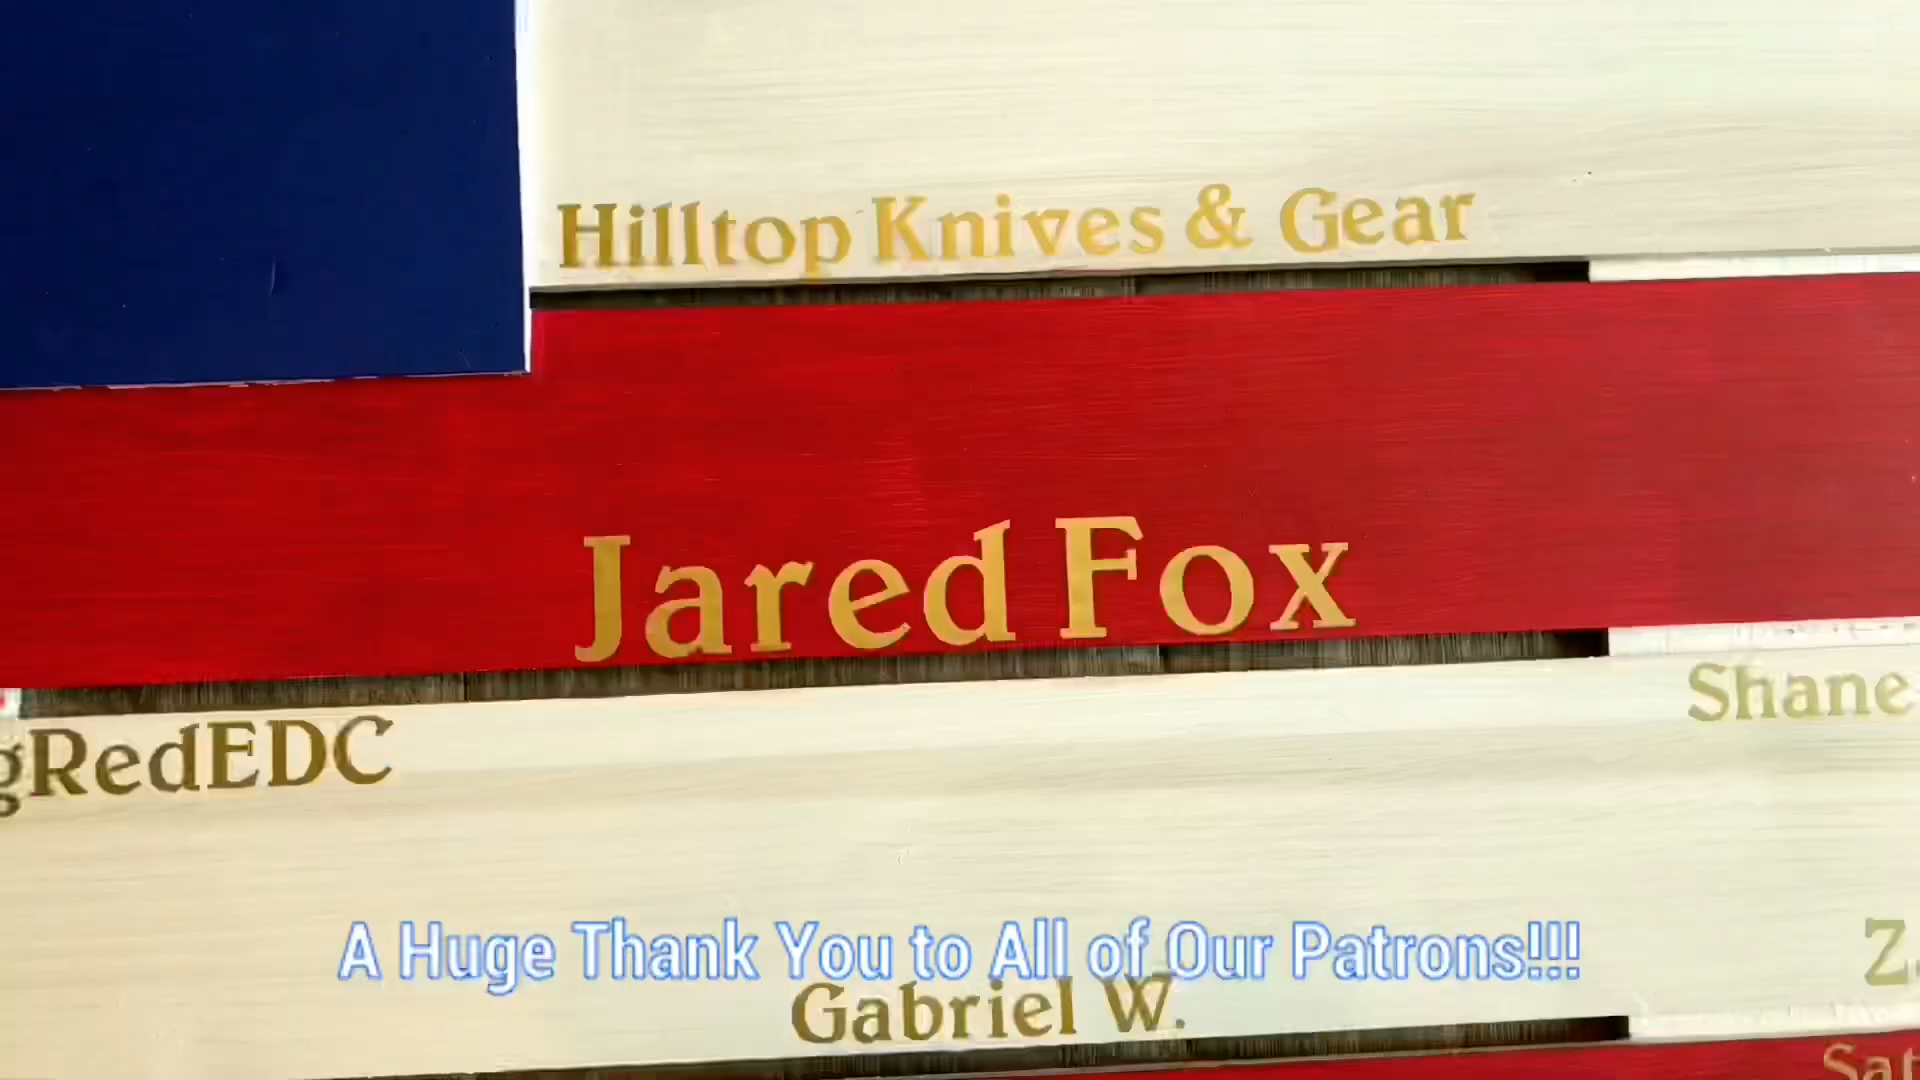 Hilltop Knives & Gear
Jared Fox
Shane
gRedEDC
A Huge Thank You to All of Our Patrons!!!
Gabriel W.